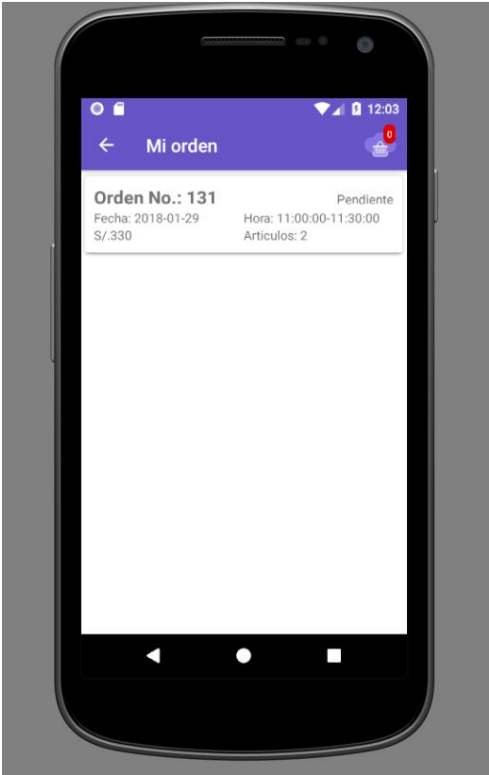 12:03
Mi orden
0
Orden No.: 131
Pendiente
Fecha: 2018-01-29
Hora: 11:00:00-11:30:00
S/.330
Articulos: 2